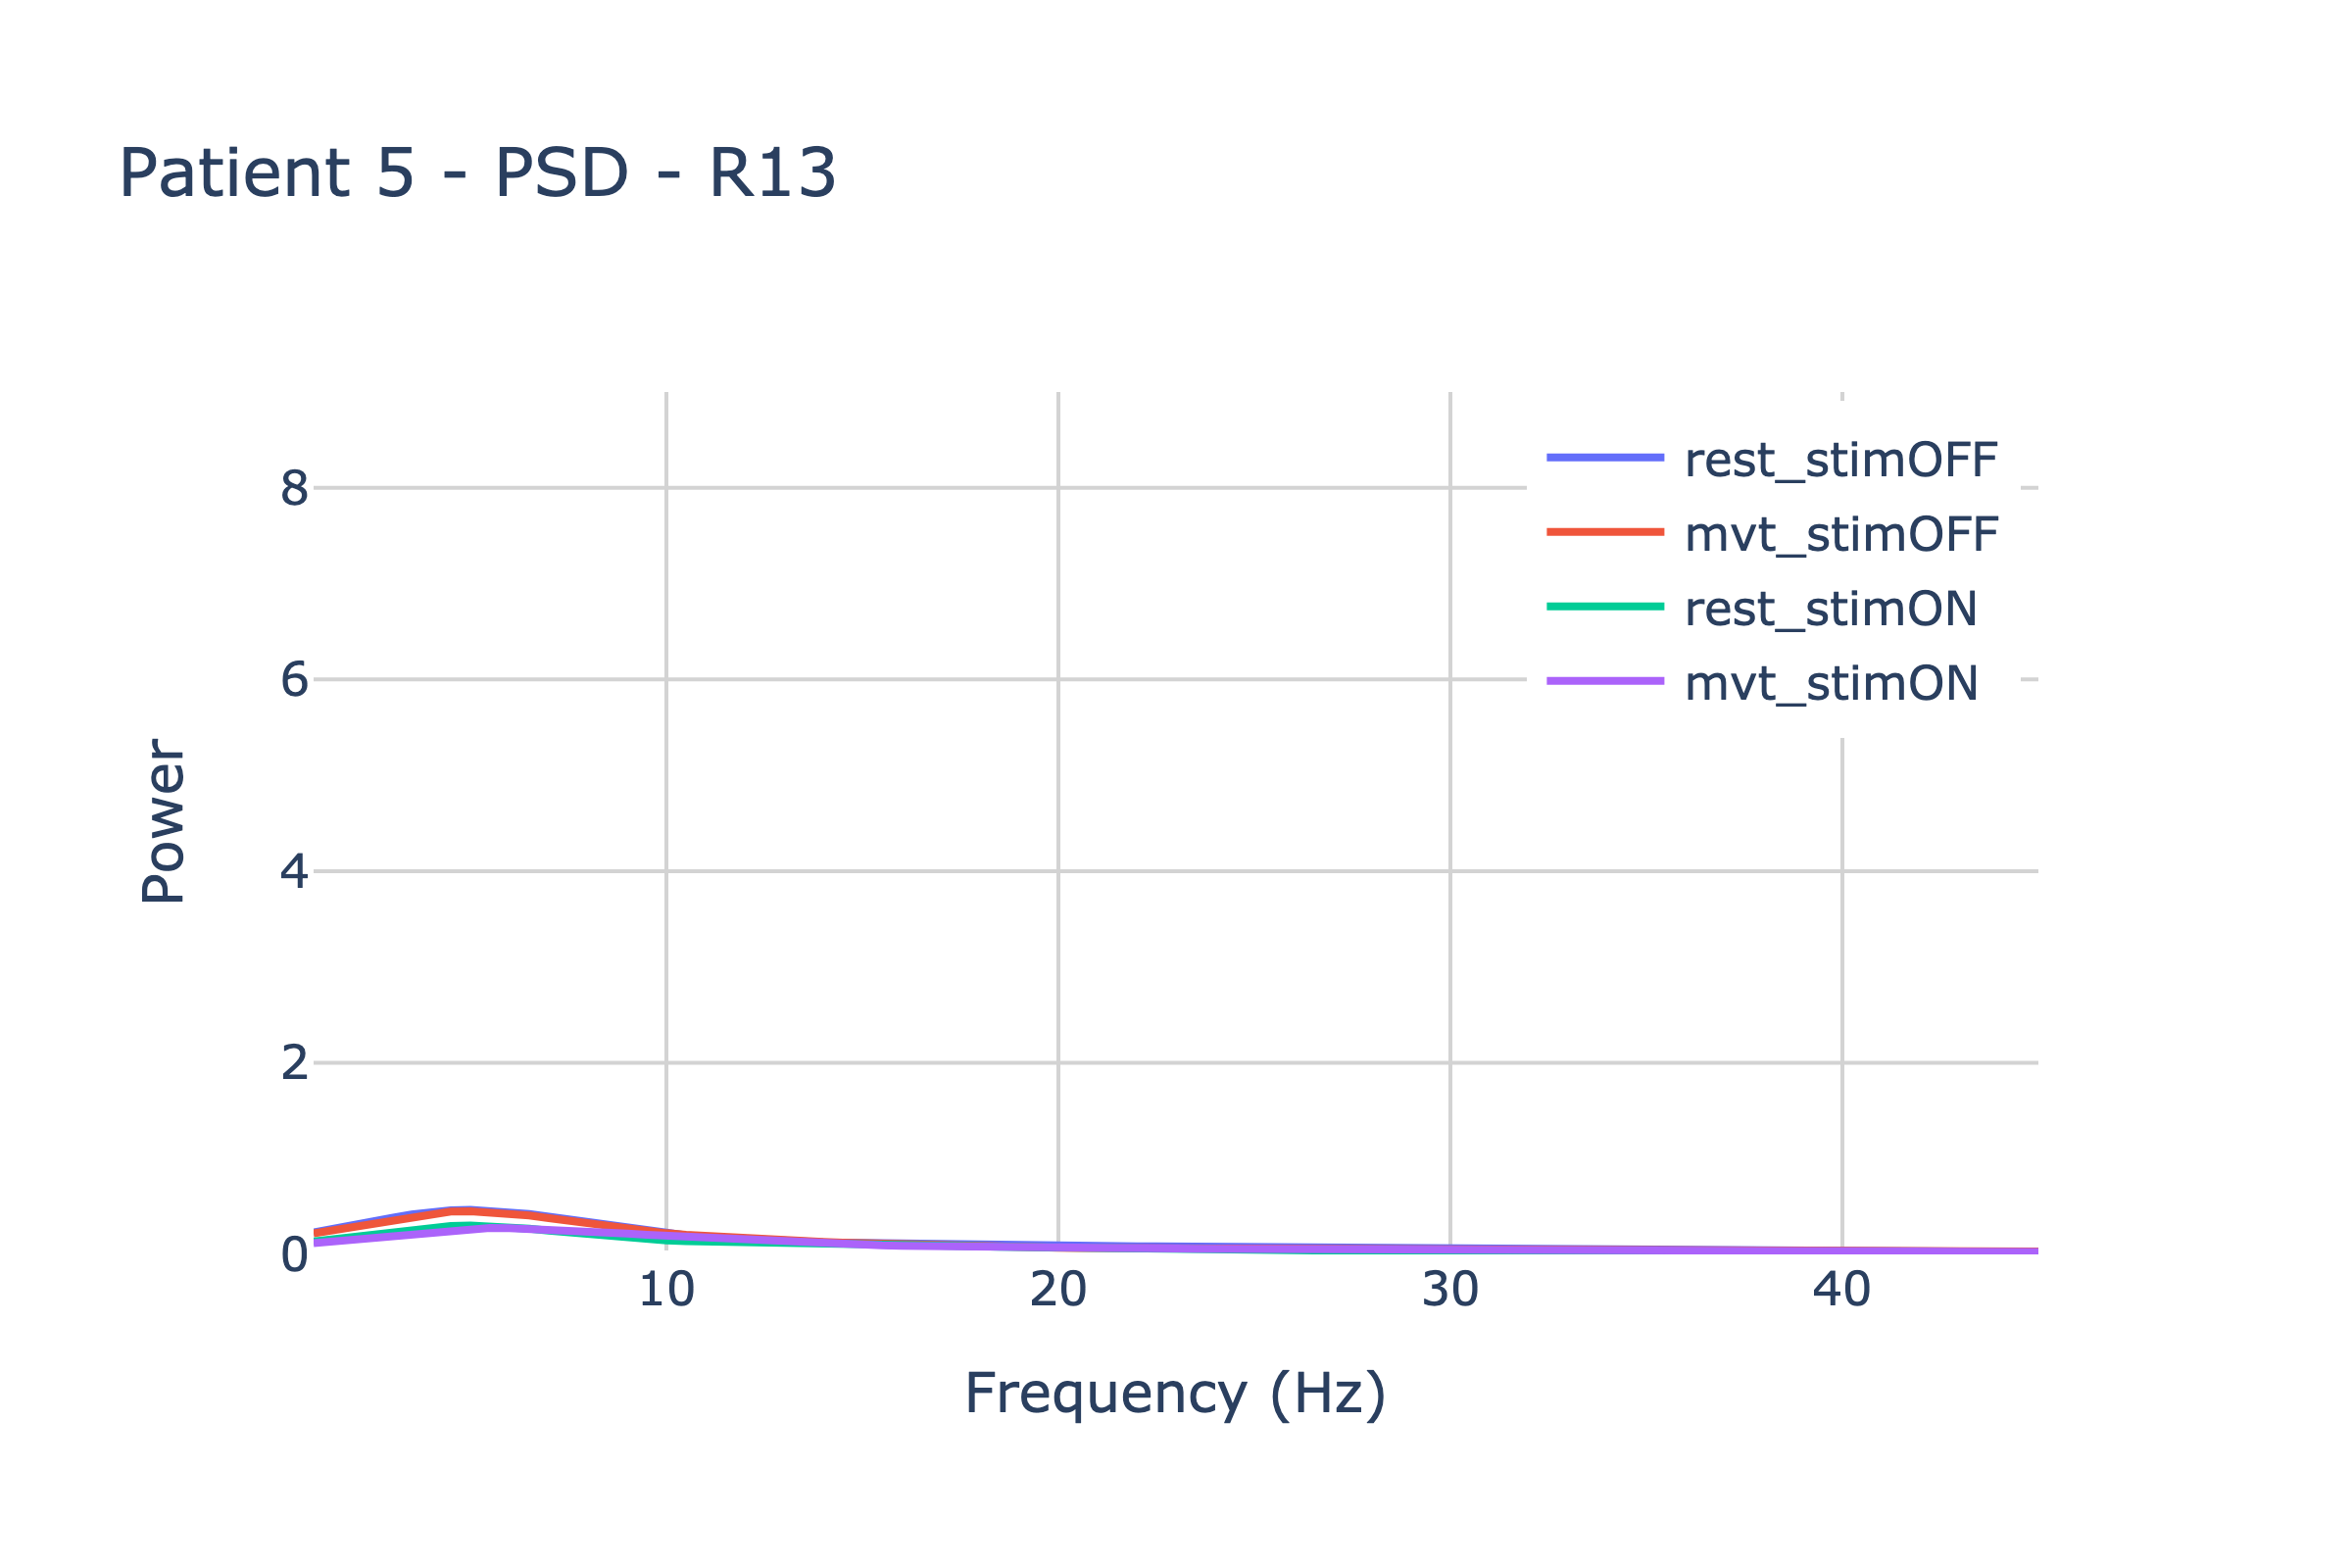 Patient 5 - PSD - R13
rest_stimOFF
mvt_stimOFF
rest_stimON
mvt_stimON
8
6
4
2
0
Power
10 20 30 40
Frequency (Hz)